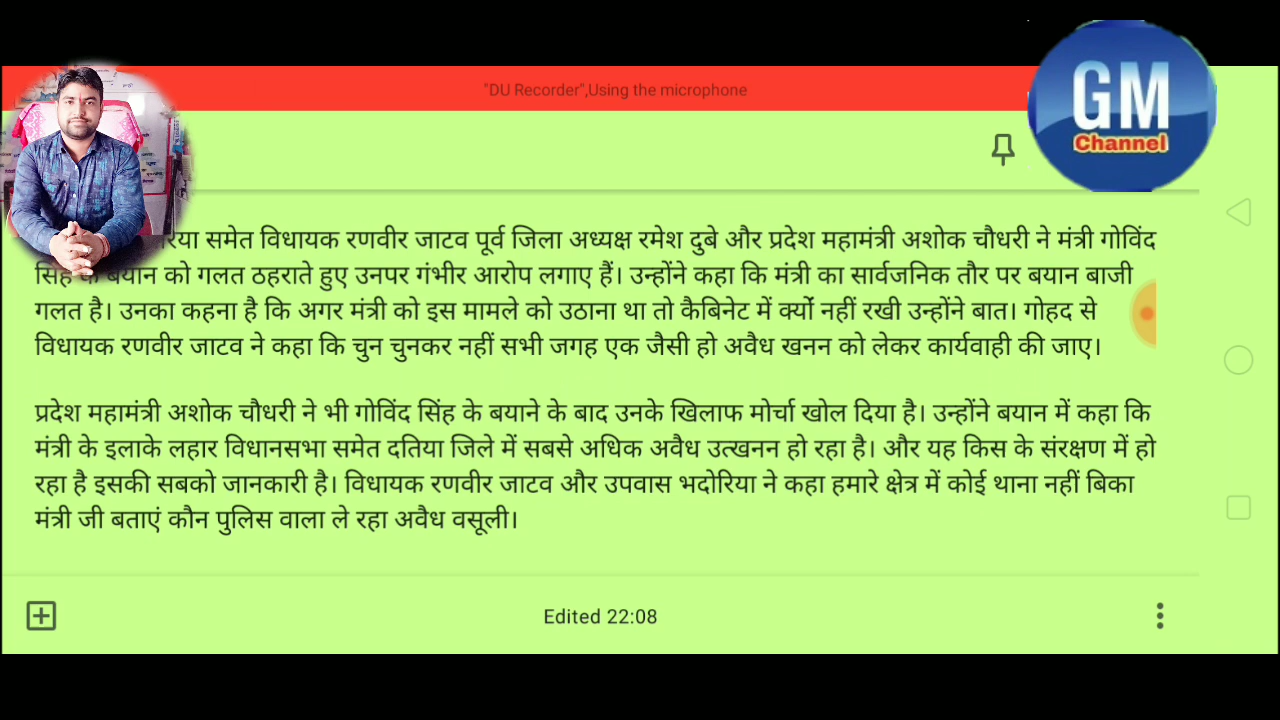 "DU Recorder",Using the microphone
GM
Channel
समेत विधायक रणवीर जाटव पूर्व जिला अध्यक्ष रमेश दुबे और प्रदेश महामंत्री अशोक चौधरी ने मंत्री गोविंद
सिंह के बयान को गलत ठहराते हुए उनपर गंभीर आरोप लगाए हैं। उन्होंने कहा कि मंत्री का सार्वजनिक तौर पर बयान बाजी
गलत है। उनका कहना है कि अगर मंत्री को इस मामले को उठाना था तो कैबिनेट में क्यों नहीं रखी उन्होंने बात। गोहद से
विधायक रणवीर जाटव ने कहा कि चुन चुनकर नहीं सभी जगह एक जैसी हो अवैध खनन को लेकर कार्यवाही की जाए।
प्रदेश महामंत्री अशोक चौधरी ने भी गोविंद सिंह के बयाने के बाद उनके खिलाफ मोर्चा खोल दिया है। उन्होंने बयान में कहा कि
मंत्री के इलाके लहार विधानसभा समेत दतिया जिले में सबसे अधिक अवैध उत्खनन हो रहा है। और यह किस के संरक्षण में हो
रहा है इसकी सबको जानकारी है। विधायक रणवीर जाटव और उपवास भदोरिया ने कहा हमारे क्षेत्र में कोई थाना नहीं बिका
मंत्री जी बताएं कौन पुलिस वाला ले रहा अवैध वसूली।
Edited 22:08